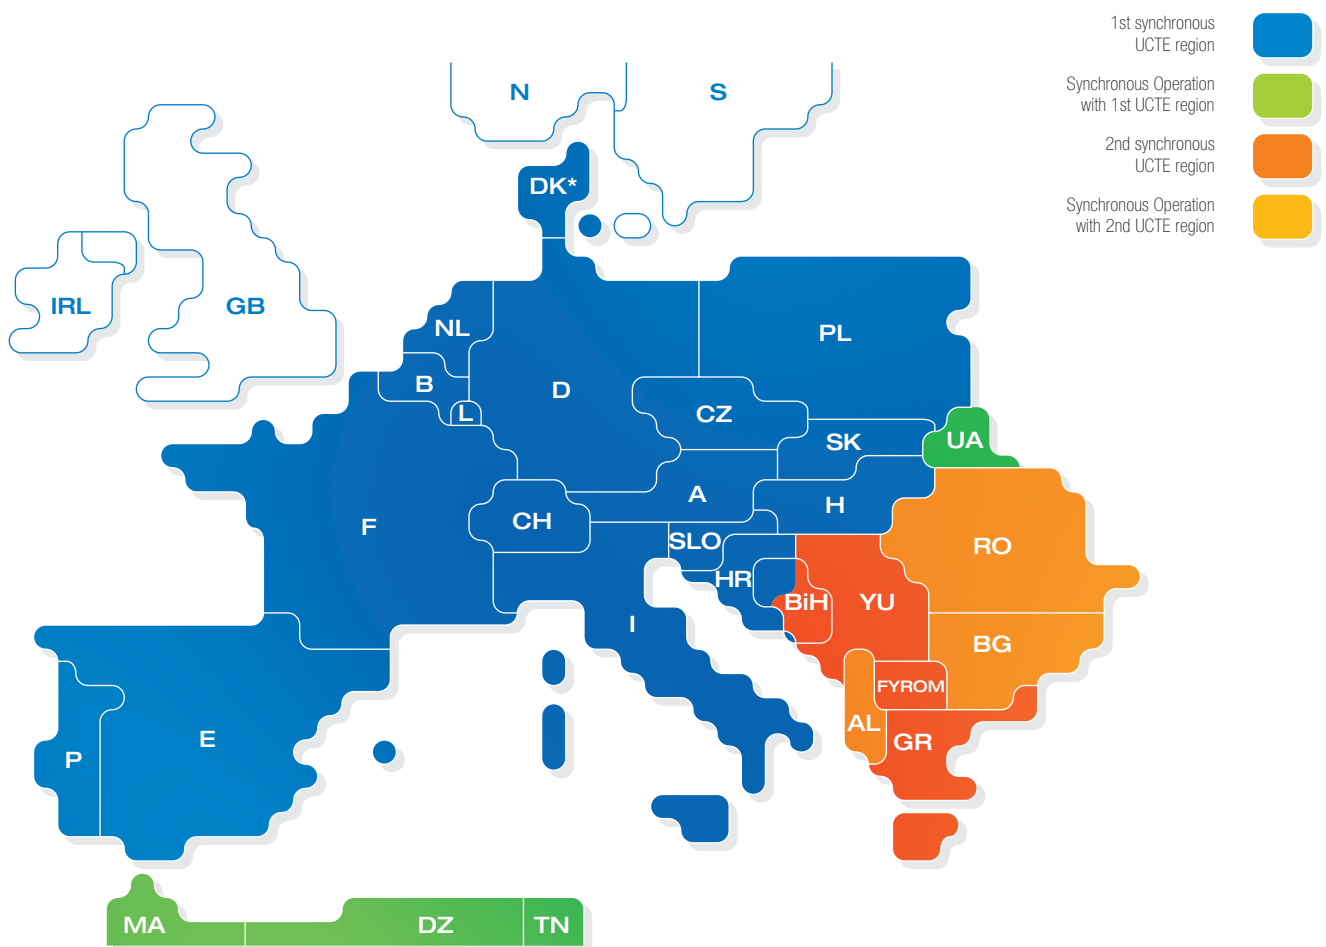 1st synchronous
UCTE region
Synchronous Operation
with 1st UCTE region
2nd synchronous
UCTE region
Synchronous Operation
with 2nd UCTE region
N
S
DK*
IRL
GB
NL
PL
B
D
L
CZ
SK
UA
A
H
F
CH
SLO
RO
HR
BiH
YU
I
BG
FYROM
AL
GR
E
P
MA
DZ
TN